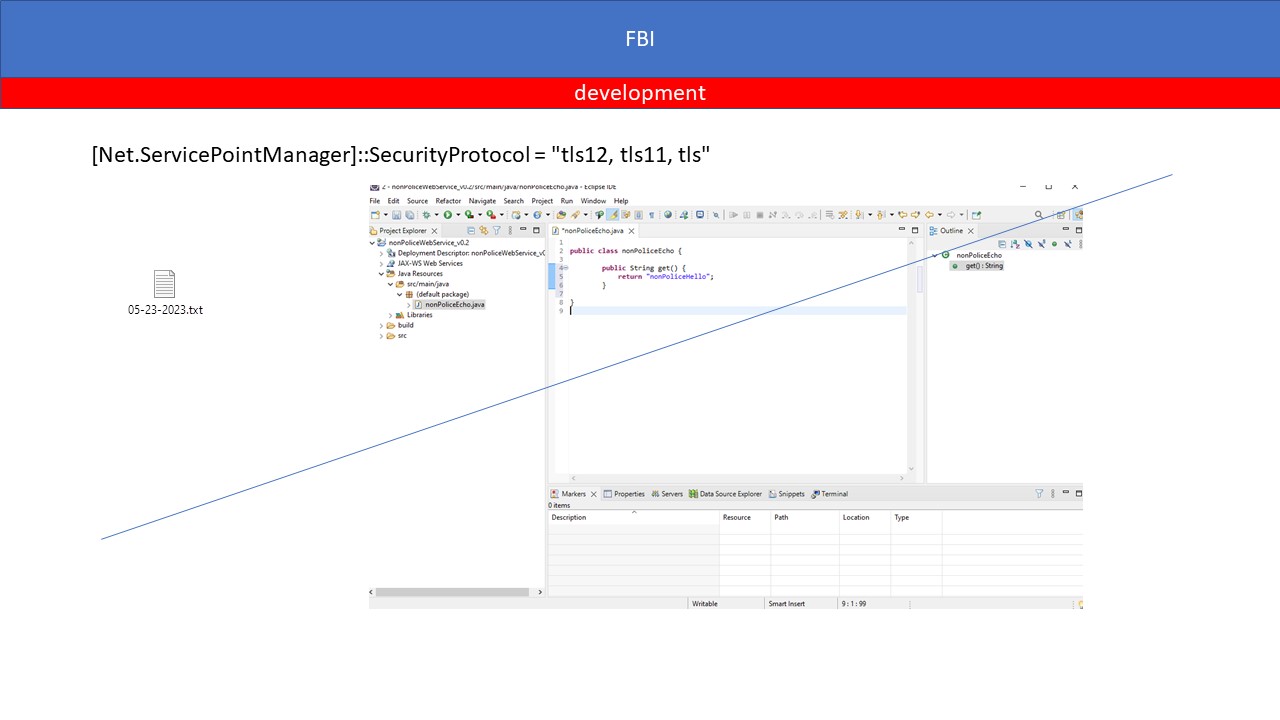 FBI
development
[Net.ServicePointManager]::SecurityProtocol = "tls12, tls11, tls"
05-23-2023.txt
2 - nonPoliceWebService_v0.2/src/main/java/nonPoliceEcho.java - Eclipse IDE
File Edit Source Refactor Navigate Search Project Run Window Help
Project Explorer
nonPoliceWebService_v0.2
Deployment Descriptor: nonPoliceWebService_v0
JAX-WS Web Services
Java Resources
src/main/java
(default package)
nonPoliceEcho.java
Libraries
build
src
*nonPoliceEcho.java
1
2 public class nonPoliceEcho {
3
4 public String get() {
5 return "nonPoliceHello";
6 }
7
8 }
9
Outline
nonPoliceEcho
get() : String
Markers Properties Servers Data Source Explorer Snippets Terminal
0 items
Description Resource Path Location Type
Writable Smart Insert 9 : 1 : 99